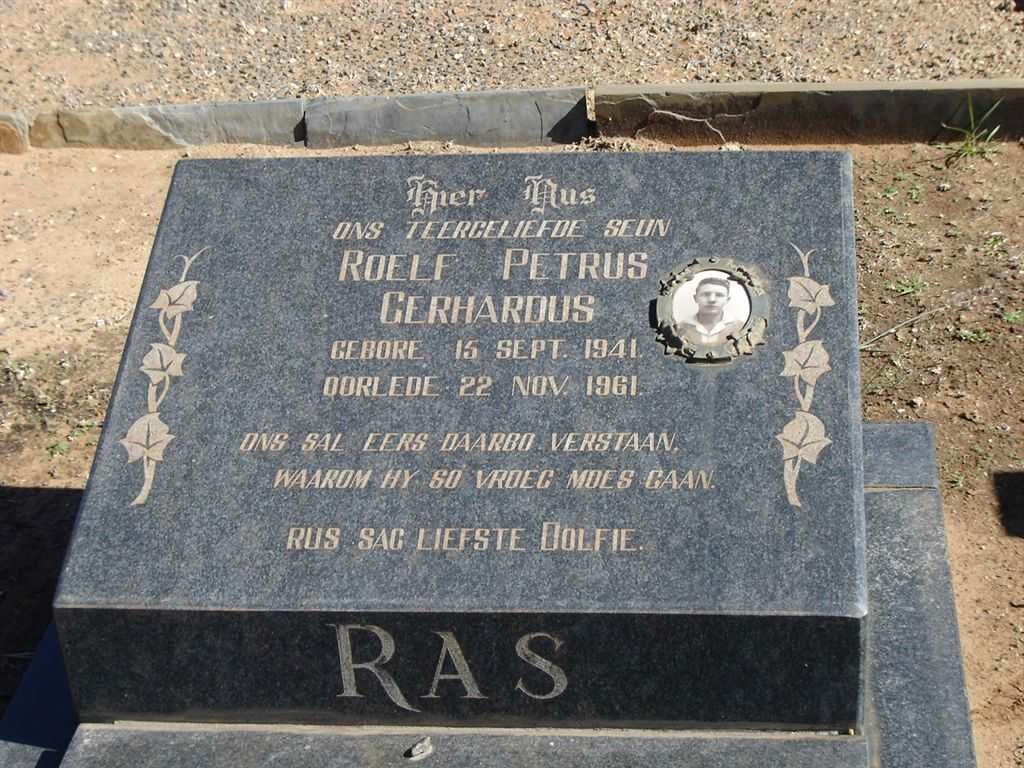 Hier Rus
ONS TEERGELIEFDE SEUN
ROELF PETRUS
GERHARDUS
GEBORE 15 SEPT. 1941.
OORLEDE 22 NOV. 1961.
ONS SAL EERS DAARBO VERSTAAN,
WAAROM HY SÓ VROEG MOES GAAN.
RUS SAG LIEFSTE DOLFIE.
RAS